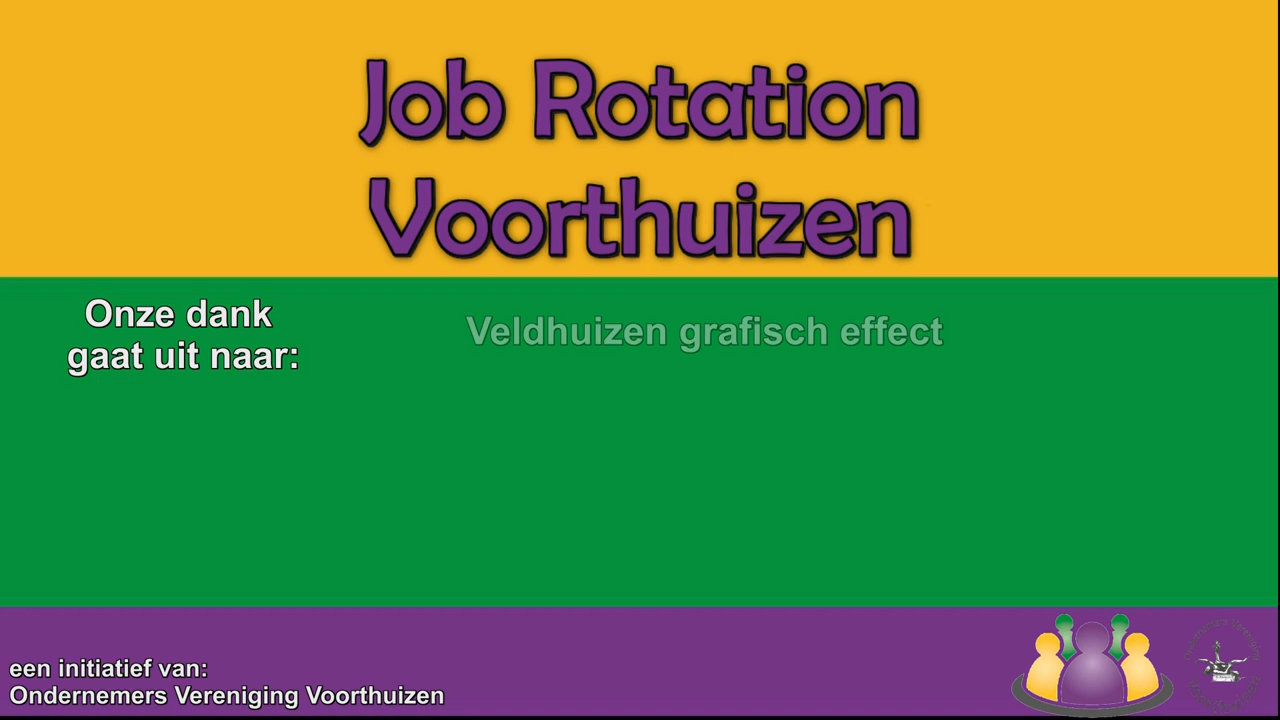 Job Rotation
Voorthuizen
Onze dank
gaat uit naar:
Veldhuizen grafisch effect
een initiatief van:
Ondernemers Vereniging Voorthuizen